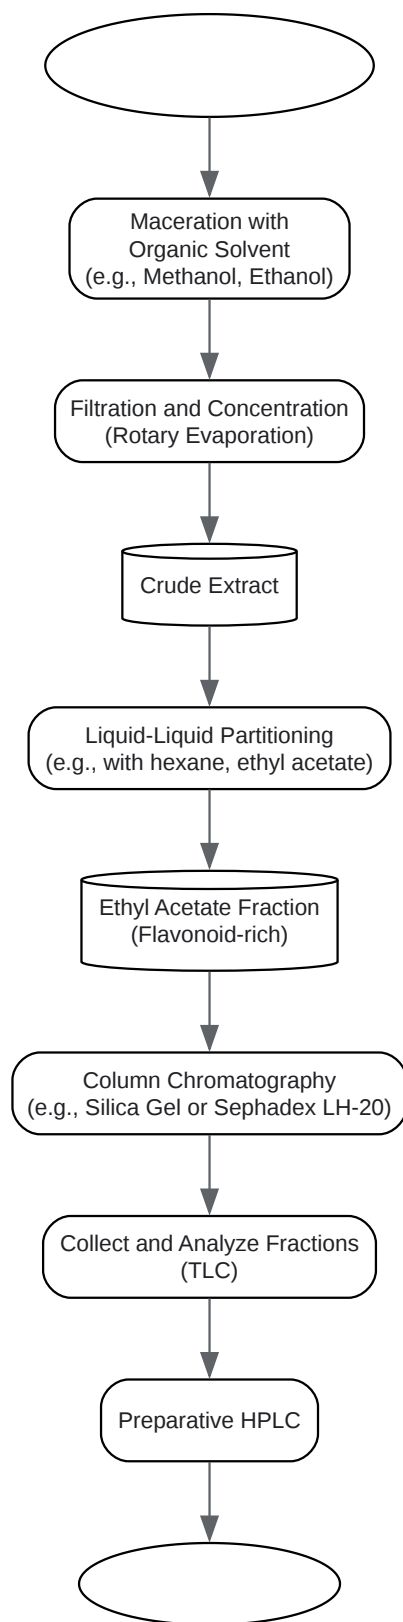 Maceration with
Organic Solvent
(e.g., Methanol, Ethanol)
Filtration and Concentration
(Rotary Evaporation)
Crude Extract
Liquid-Liquid Partitioning
(e.g., with hexane, ethyl acetate)
Ethyl Acetate Fraction
(Flavonoid-rich)
Column Chromatography
(e.g., Silica Gel or Sephadex LH-20)
Collect and Analyze Fractions
(TLC)
Preparative HPLC